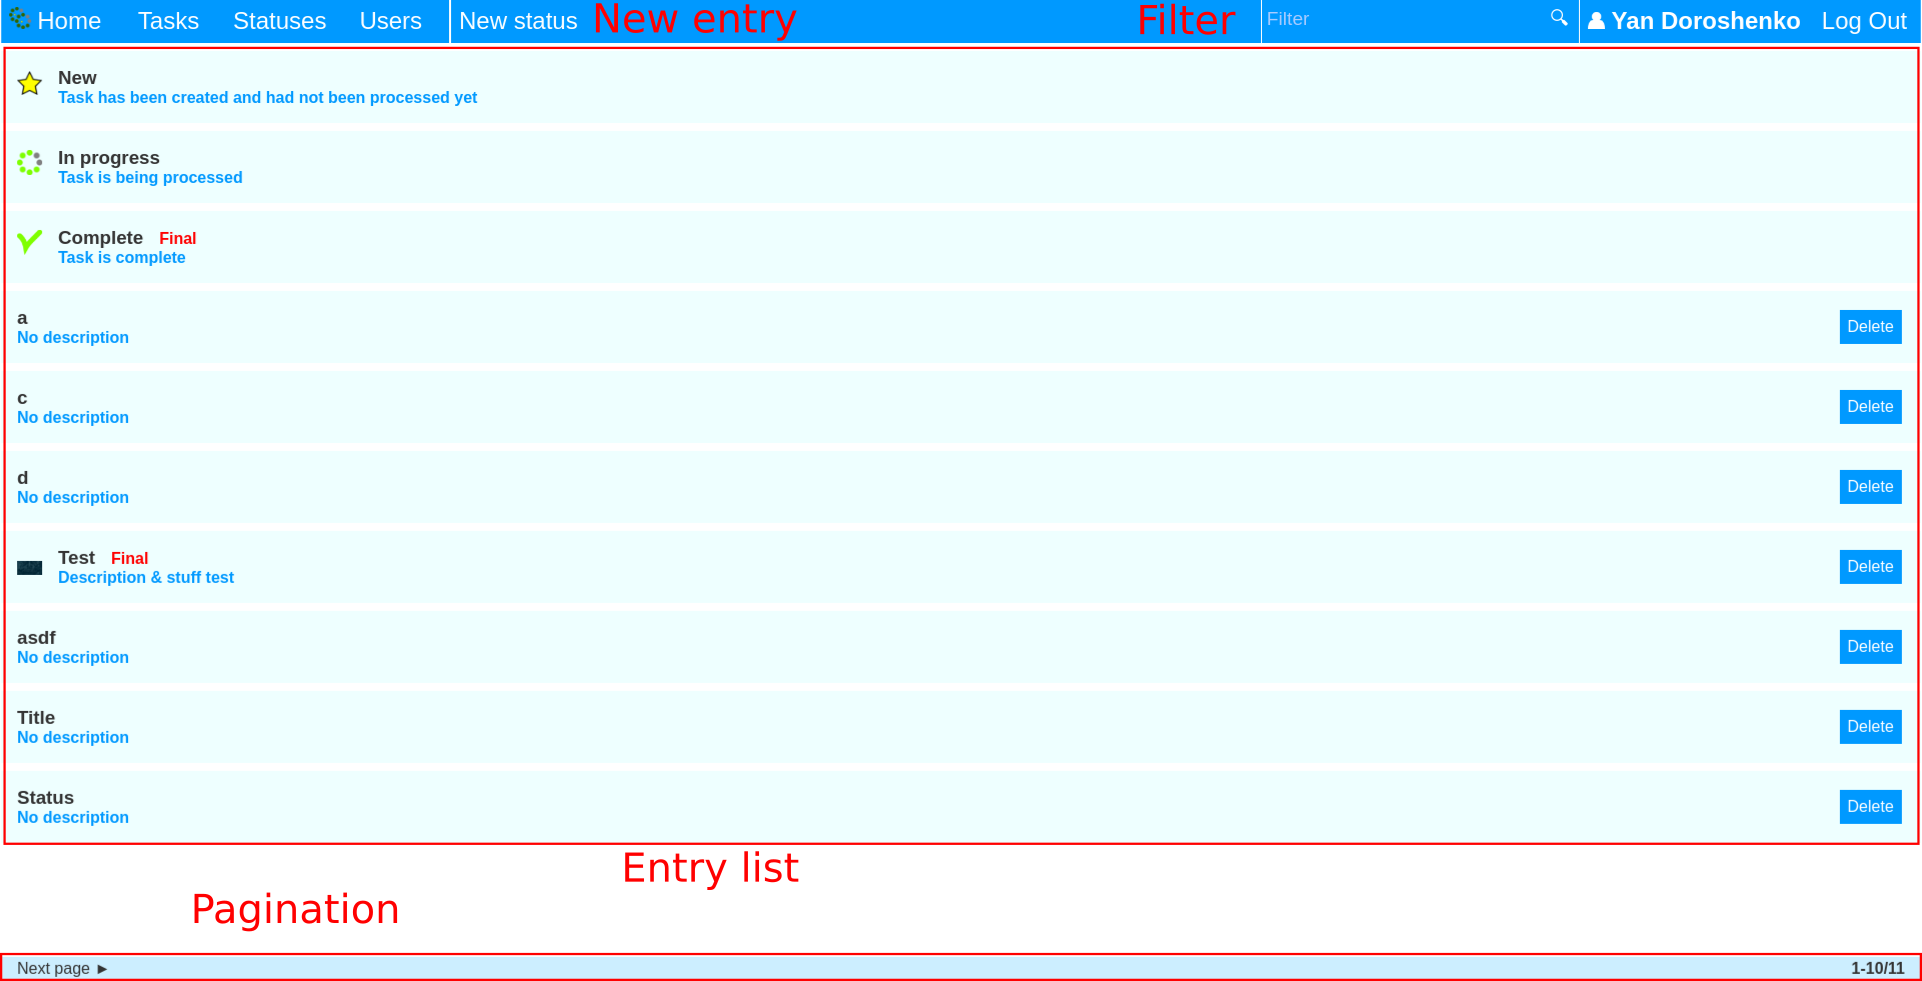 Home Tasks Statuses Users New status New entry Filter Filter Yan Doroshenko Log Out
New
Task has been created and had not been processed yet
In progress
Task is being processed
Complete Final
Task is complete
a
No description
Delete
c
No description
Delete
d
No description
Delete
Test Final
Description & stuff test
Delete
asdf
No description
Delete
Title
No description
Delete
Status
No description
Delete
Entry list
Pagination
Next page ► 1-10/11